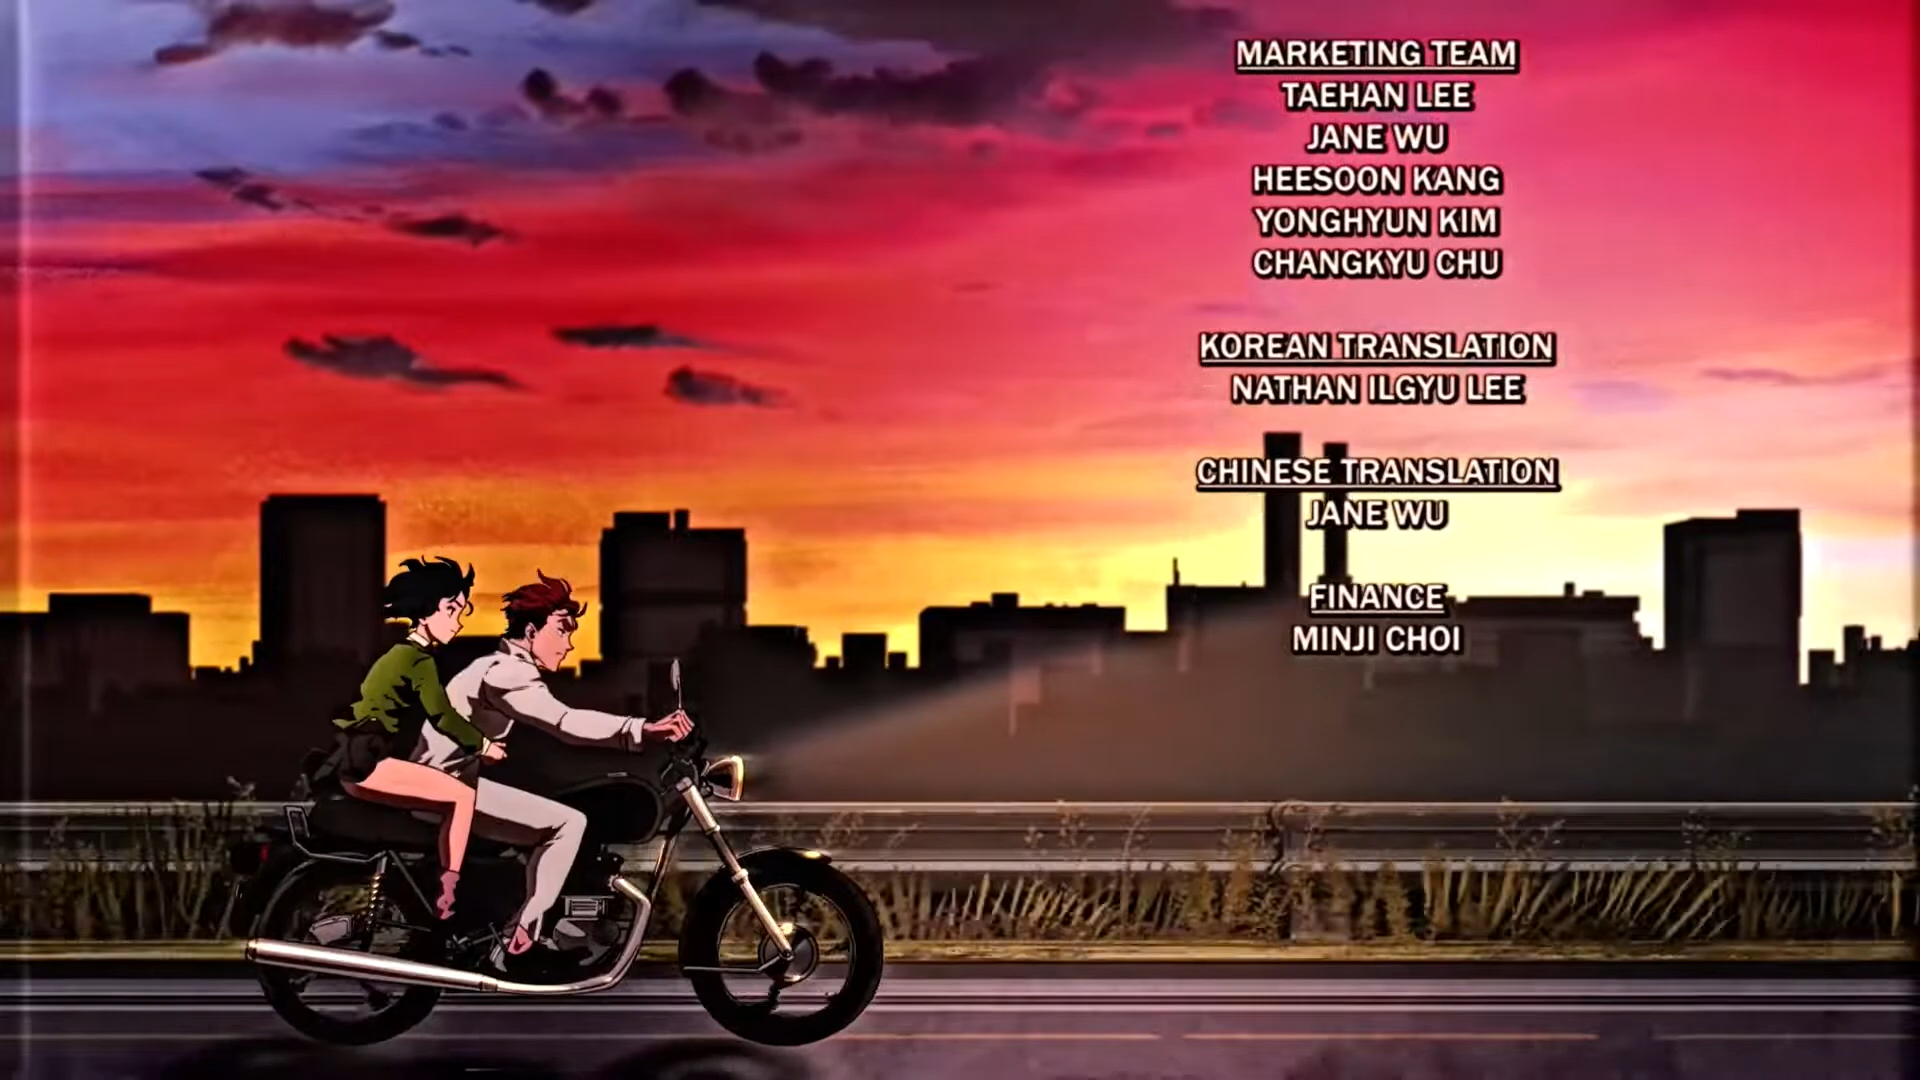 MARKETING TEAM
TAEHAN LEE
JANE WU
HEESOON KANG
YONGHYUN KIM
CHANGKYU CHU
KOREAN TRANSLATION
NATHAN ILGYU LEE
CHINESE TRANSLATION
JANE WU
FINANCE
MINJI CHOI